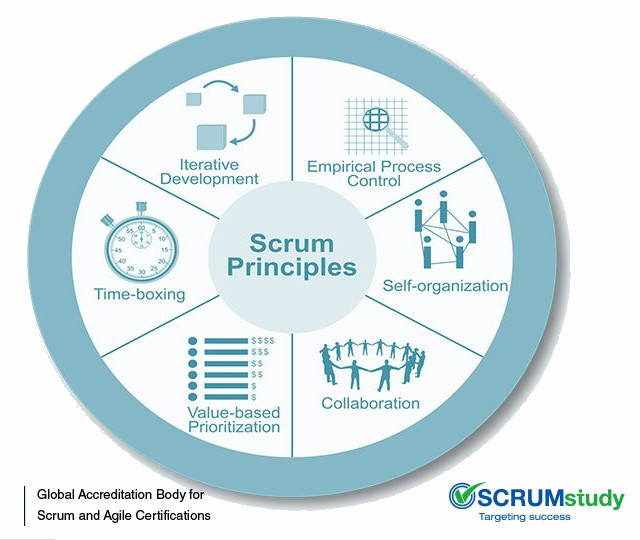 Iterative
Development
Empirical Process
Control
Scrum
Principles
Time-boxing
Self-organization
$$$$
$$$
$$
$$
$
$
Value-based
Prioritization
Collaboration
Global Accreditation Body for
Scrum and Agile Certifications
SCRUMstudy
Targeting success